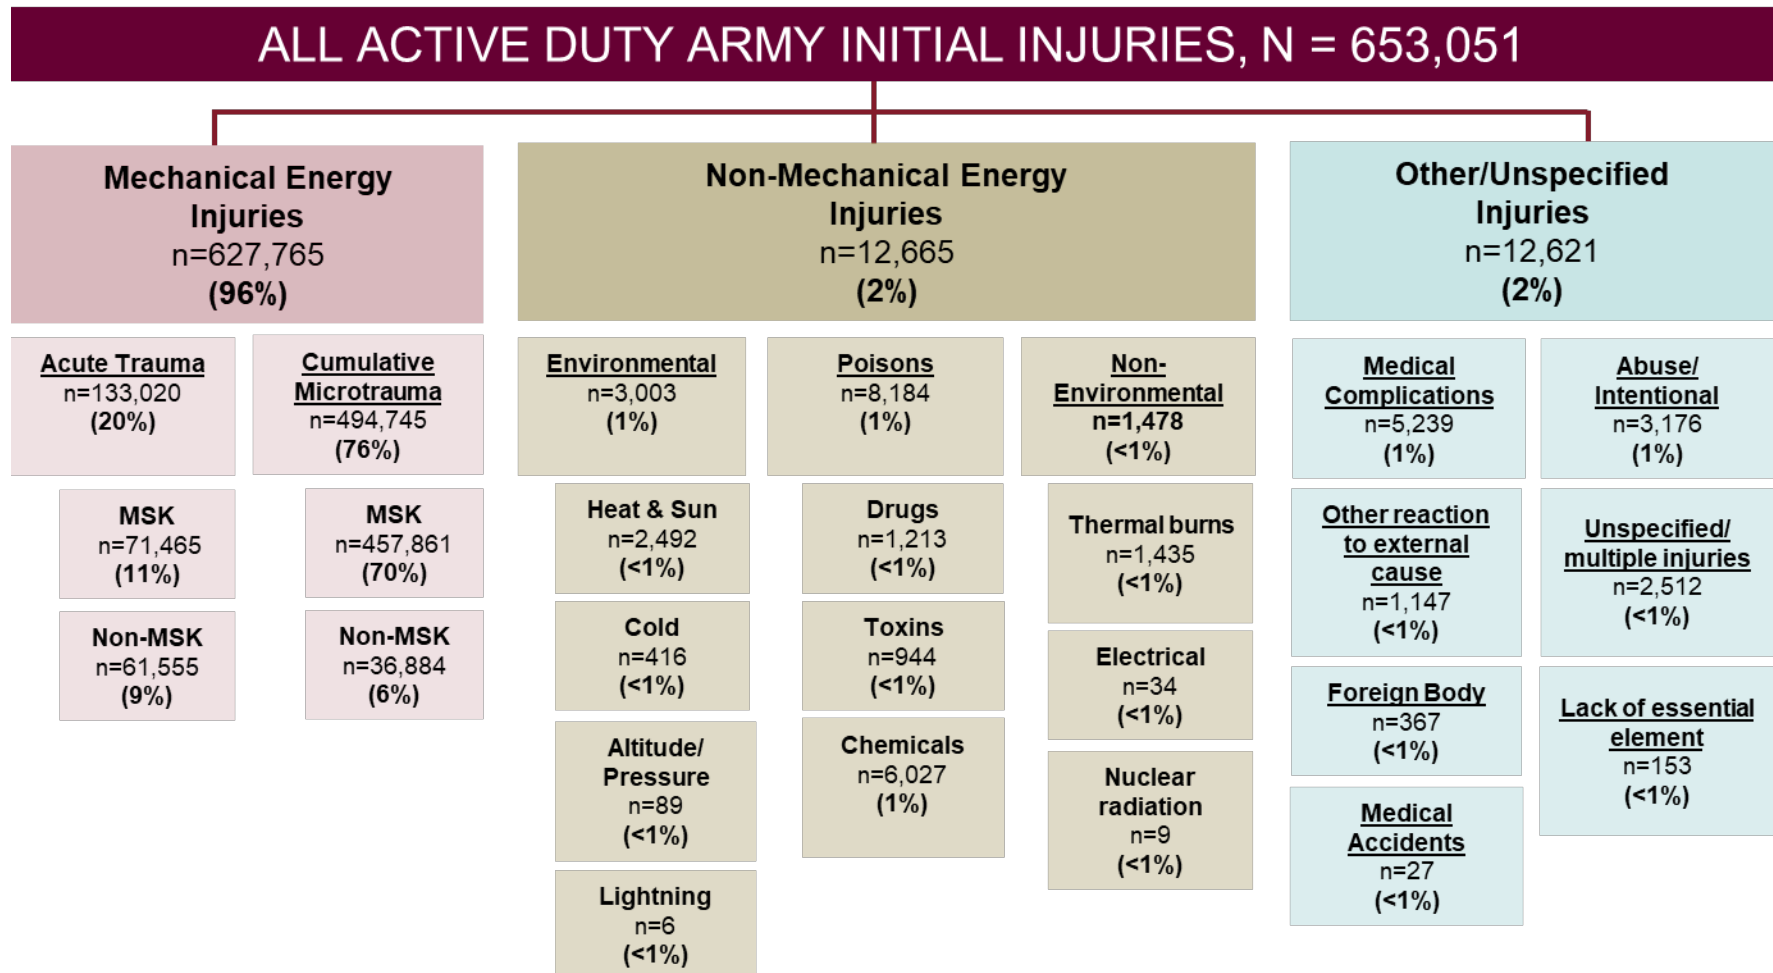 ALL ACTIVE DUTY ARMY INITIAL INJURIES, N = 653,051
Mechanical Energy
Injuries
n=627,765
(96%)
Acute Trauma
n=133,020
(20%)
MSK
n=71,465
(11%)
Non-MSK
n=61,555
(9%)
Cumulative
Microtrauma
n=494,745
(76%)
MSK
n=457,861
(70%)
Non-MSK
n=36,884
(6%)
Non-Mechanical Energy
Injuries
n=12,665
(2%)
Environmental
n=3,003
(1%)
Heat & Sun
n=2,492
(<1%)
Cold
n=416
(<1%)
Altitude/
Pressure
n=89
(<1%)
Lightning
n=6
(<1%)
Poisons
n=8,184
(1%)
Drugs
n=1,213
(<1%)
Toxins
n=944
(<1%)
Chemicals
n=6,027
(1%)
Non-
Environmental
n=1,478
(<1%)
Thermal burns
n=1,435
(<1%)
Electrical
n=34
(<1%)
Nuclear
radiation
n=9
(<1%)
Other/Unspecified
Injuries
n=12,621
(2%)
Medical
Complications
n=5,239
(1%)
Other reaction
to external
cause
n=1,147
(<1%)
Foreign Body
n=367
(<1%)
Medical
Accidents
n=27
(<1%)
Abuse/
Intentional
n=3,176
(1%)
Unspecified/
multiple injuries
n=2,512
(<1%)
Lack of essential
element
n=153
(<1%)